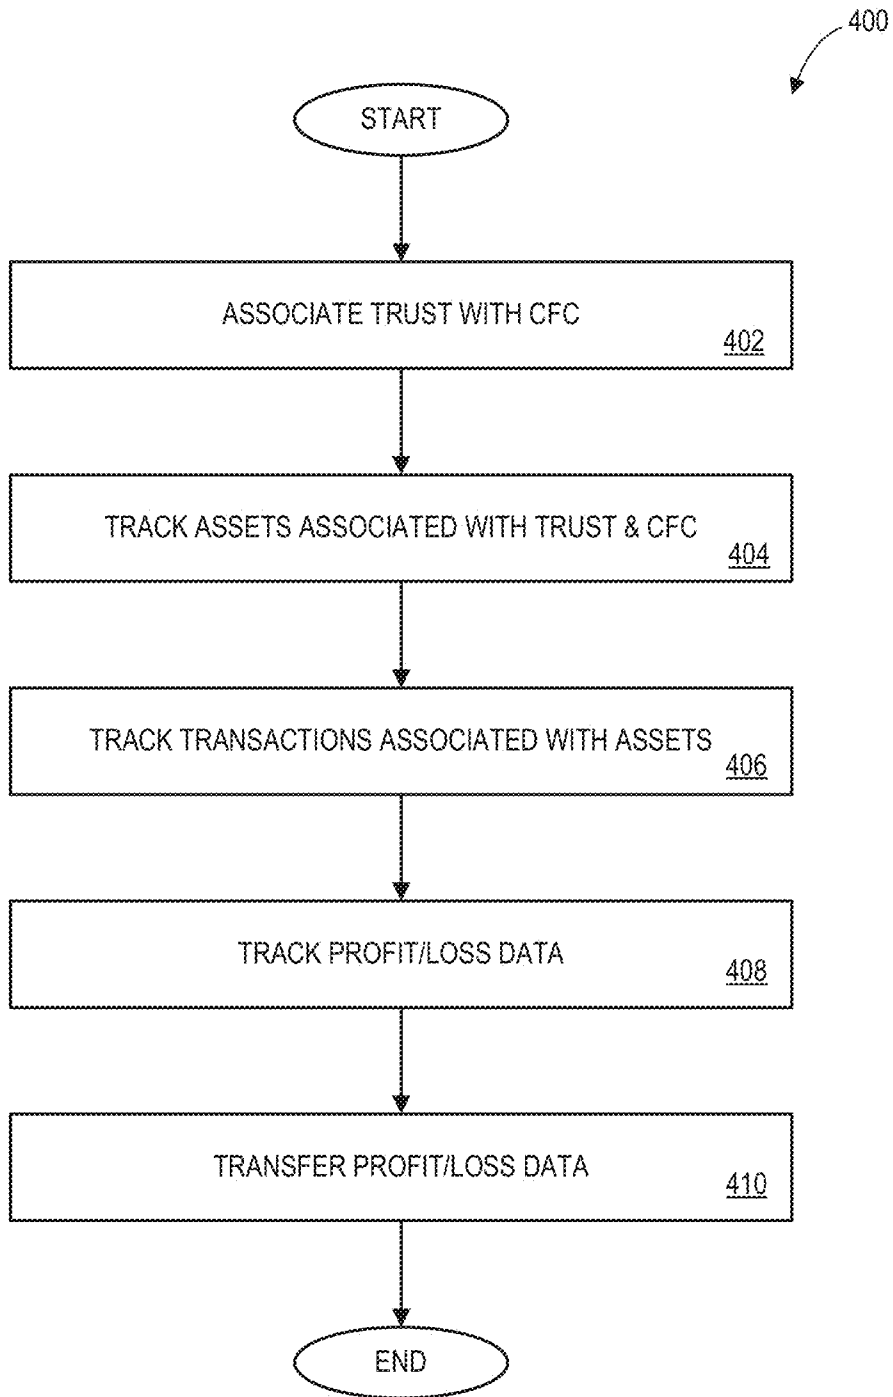 400
START
ASSOCIATE TRUST WITH CFC
402
TRACK ASSETS ASSOCIATED WITH TRUST & CFC
404
TRACK TRANSACTIONS ASSOCIATED WITH ASSETS
406
TRACK PROFIT/LOSS DATA
408
TRANSFER PROFIT/LOSS DATA
410
END